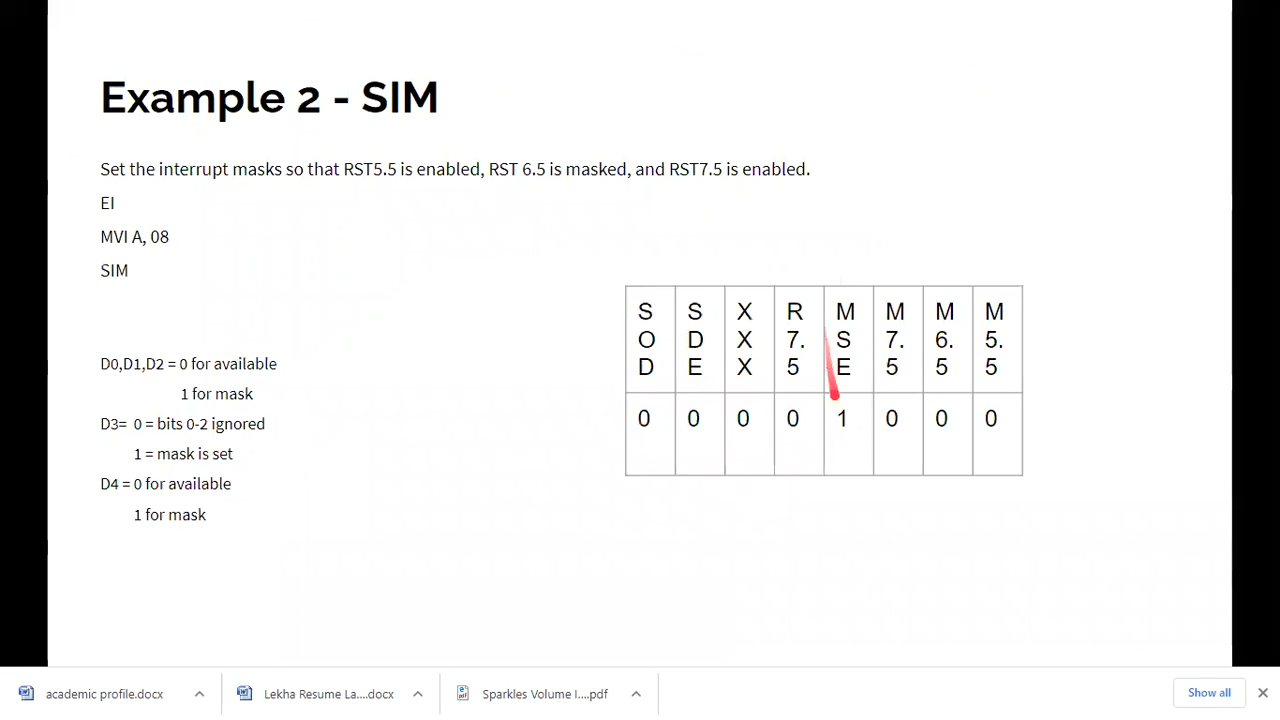 Example 2 - SIM
Set the interrupt masks so that RST5.5 is enabled, RST 6.5 is masked, and RST7.5 is enabled.
EI
MVI A, 08
SIM
D0,D1,D2 = 0 for available
1 for mask
D3= 0 = bits 0-2 ignored
1 = mask is set
D4 = 0 for available
1 for mask
S S X R M M M M
O D X 7. S 7. 6. 5.
D E X 5 E 5 5 5
0 0 0 0 1 0 0 0
academic profile.docx
Lekha Resume La....docx
Sparkles Volume I....pdf
Show all